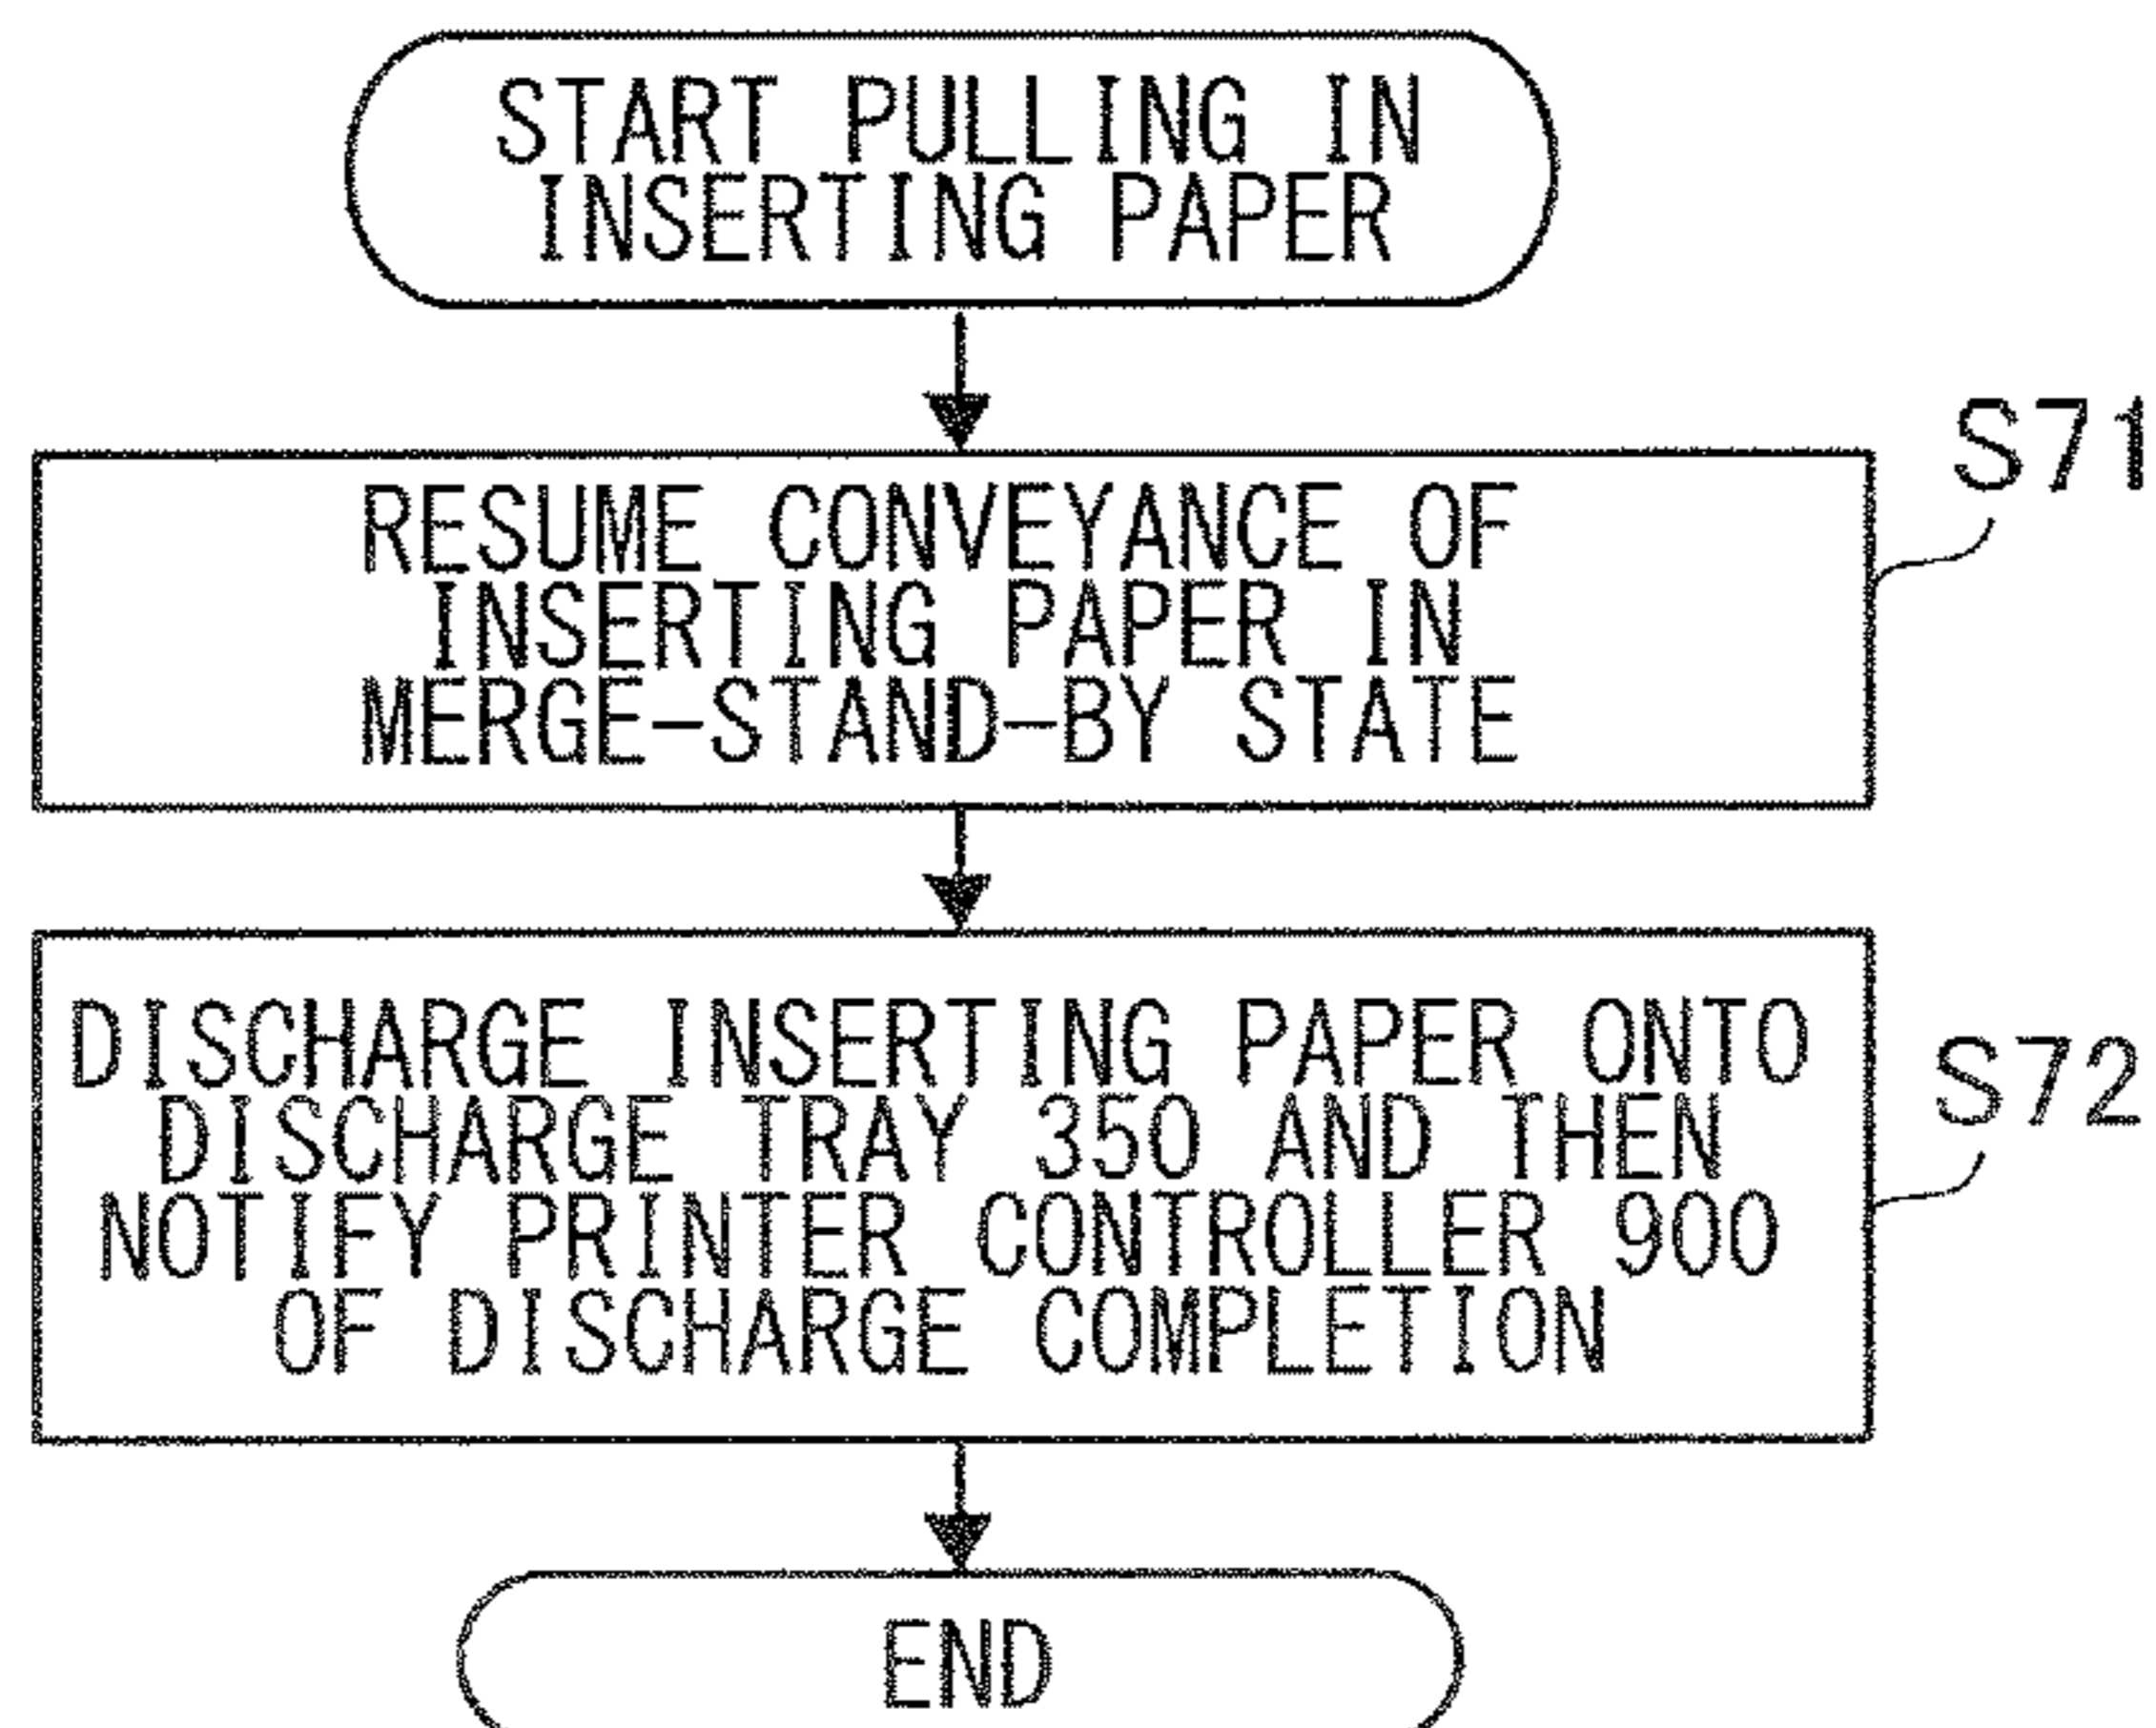 START PULLING IN
INSERTING PAPER
S71
RESUME CONVEYANCE OF
INSERTING PAPER IN
MERGE-STAND-BY STATE
S72
DISCHARGE INSERTING PAPER ONTO
DISCHARGE TRAY 350 AND THEN
NOTIFY PRINTER CONTROLLER 900
OF DISCHARGE COMPLETION
END